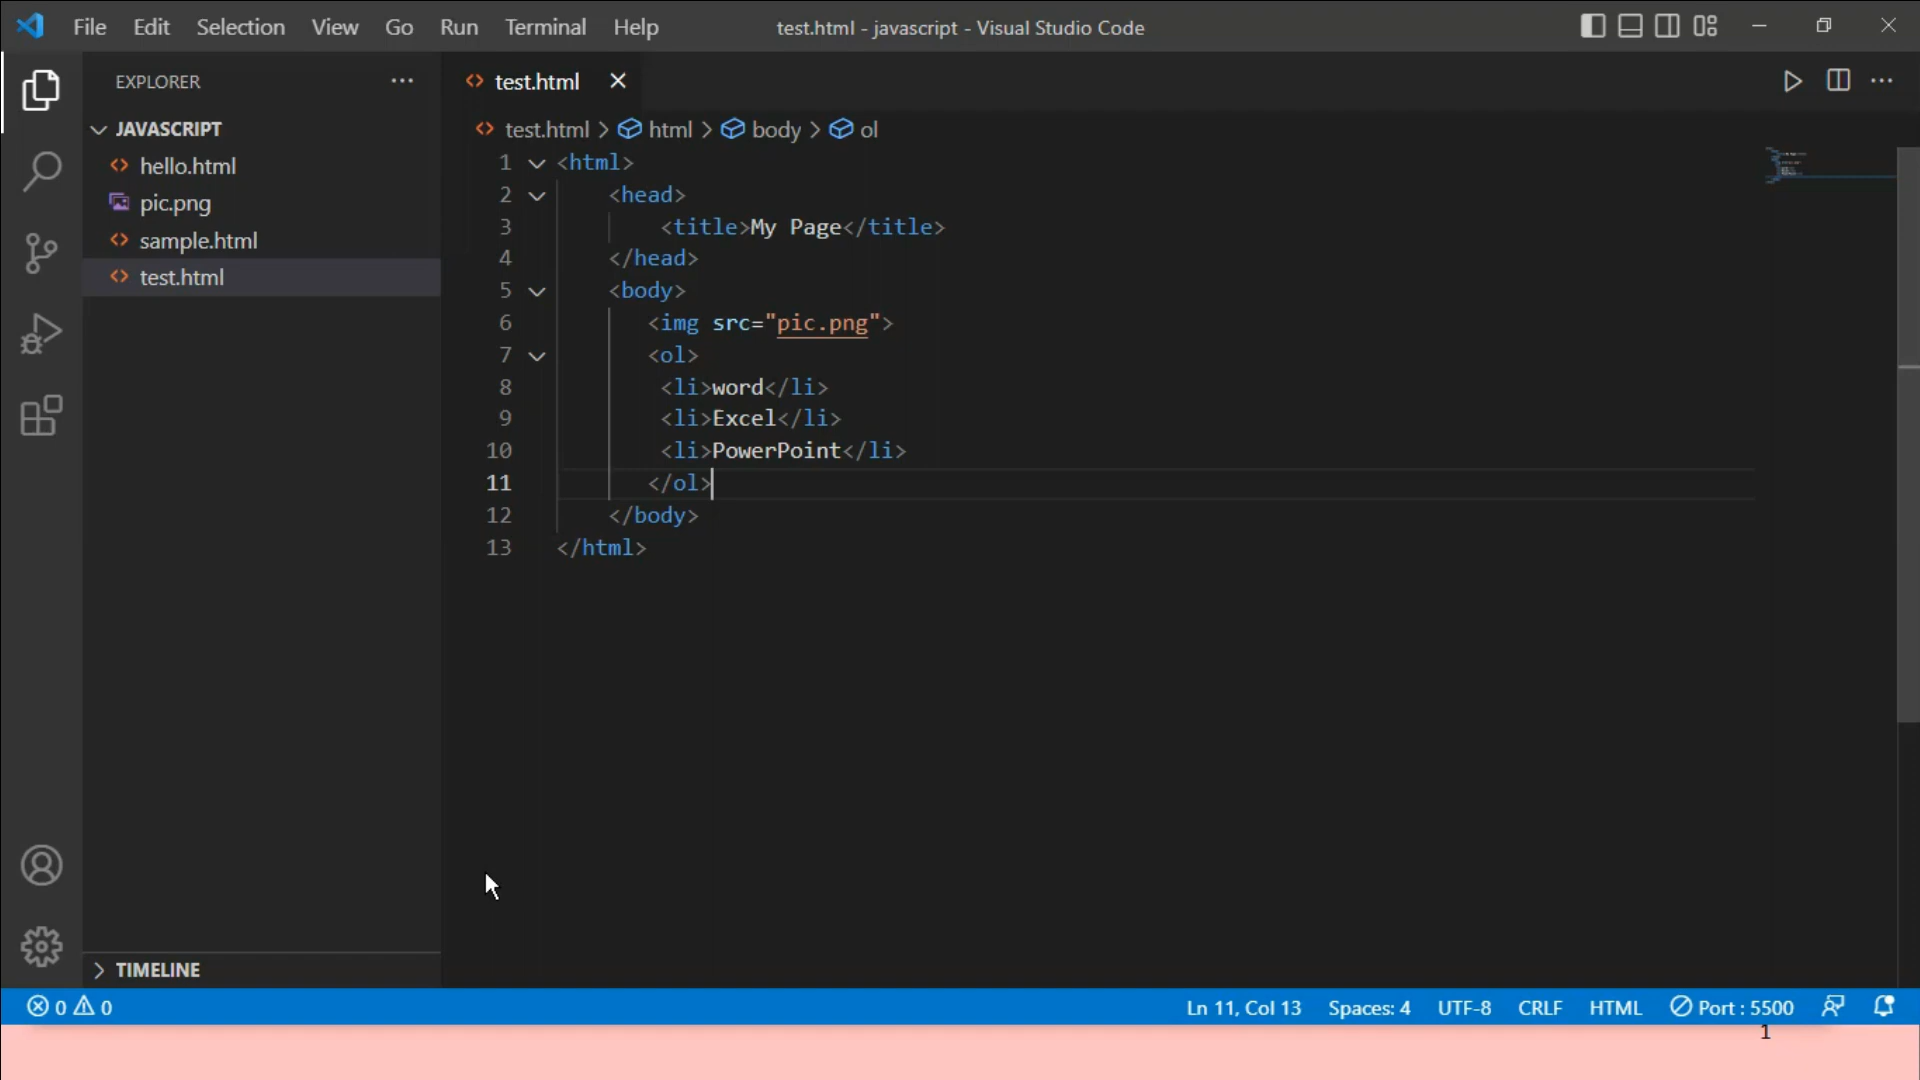 File Edit Selection View Go Run Terminal Help test.html - javascript - Visual Studio Code
EXPLORER
JAVASCRIPT
hello.html
pic.png
sample.html
test.html
TIMELINE
test.html
test.html > html > body > ol
1 <html>
2 <head>
3 <title>My Page</title>
4 </head>
5 <body>
6 <img src="pic.png">
7 <ol>
8 <li>word</li>
9 <li>Excel</li>
10 <li>PowerPoint</li>
11 </ol>
12 </body>
13 </html>
0 0 Ln 11, Col 13 Spaces: 4 UTF-8 CRLF HTML Port : 5500
1